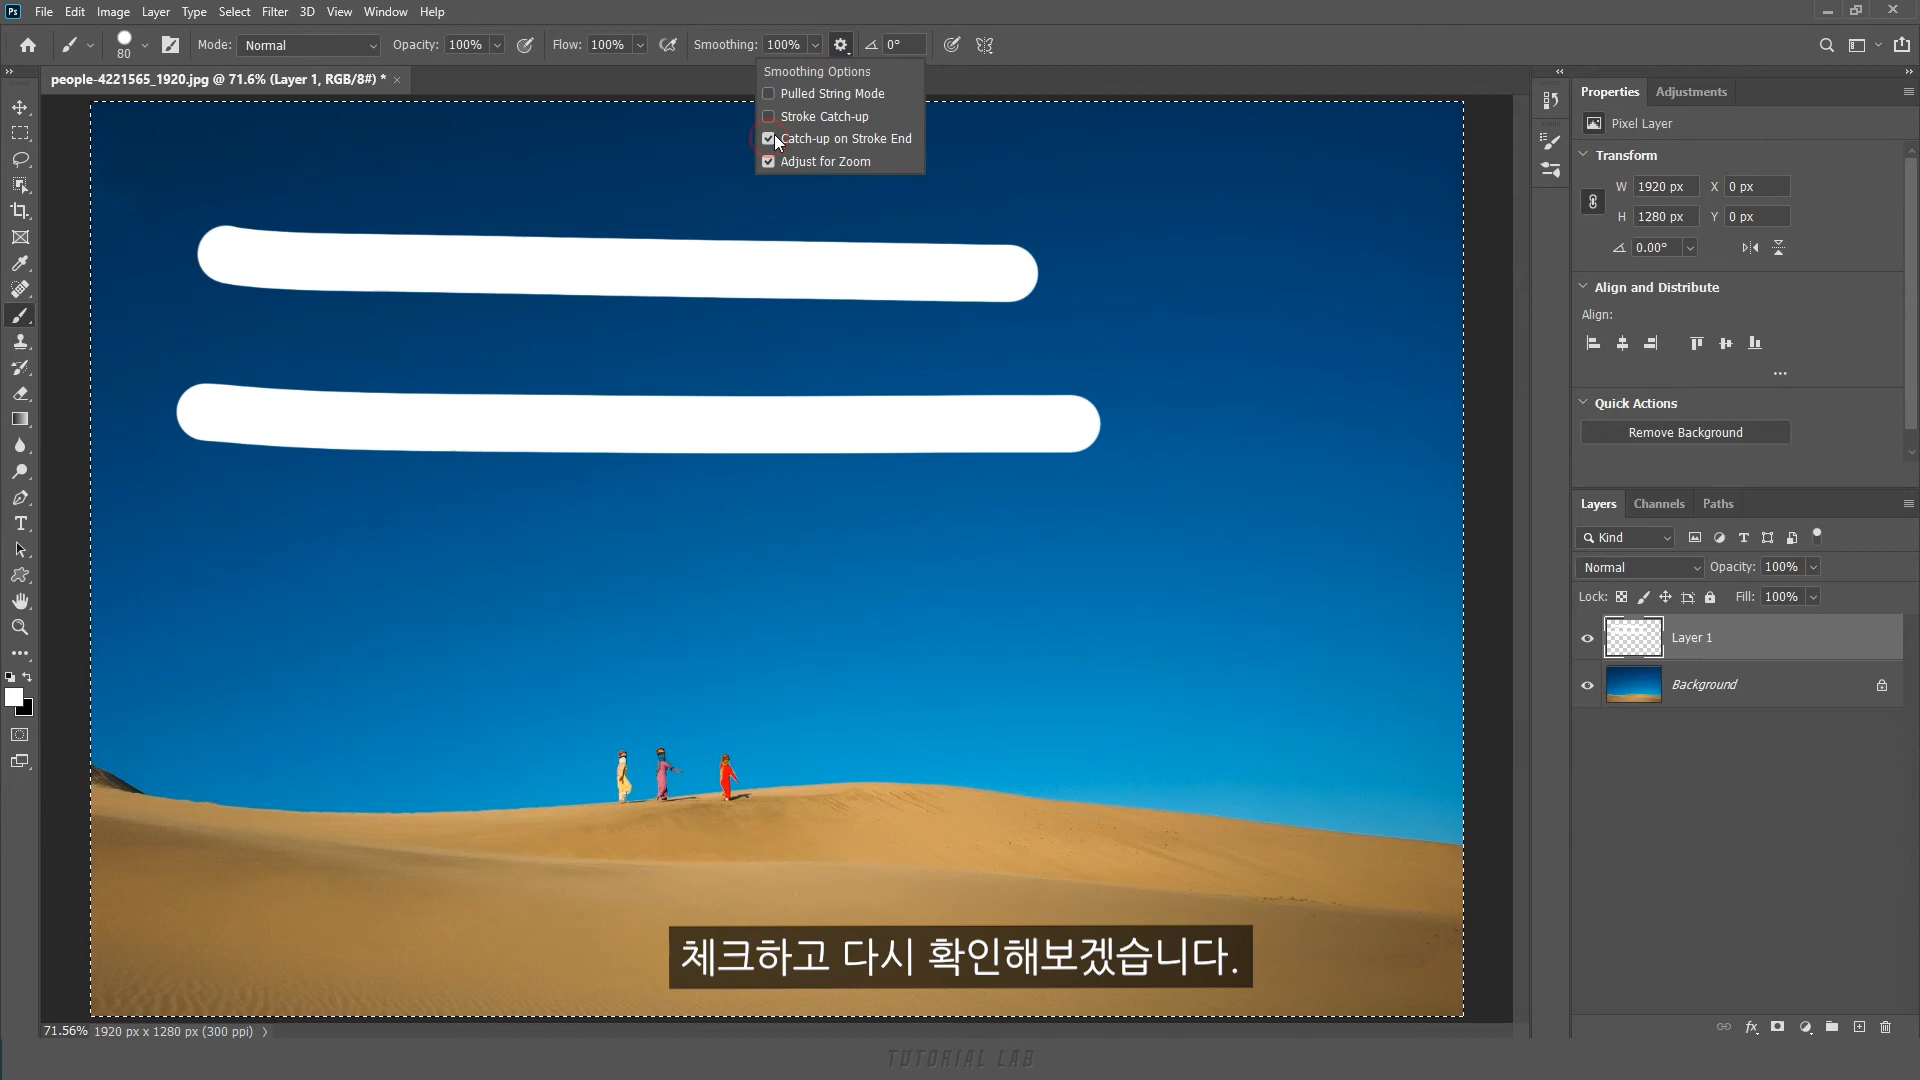 Ps File Edit Image Layer Type Select Filter 3D View Window Help
80 Mode: Normal Opacity: 100% Flow: 100% Smoothing: 100% 0°
people-4221565_1920.jpg @ 71.6% (Layer 1, RGB/8#) * ×
Smoothing Options
Pulled String Mode
Stroke Catch-up
Catch-up on Stroke End
Adjust for Zoom
Properties Adjustments
Pixel Layer
Transform
W 1920 px X 0 px
H 1280 px Y 0 px
0.00°
Align and Distribute
Align:
Quick Actions
Remove Background
Layers Channels Paths
Kind
Normal Opacity: 100%
Lock: Fill: 100%
Layer 1
Background
체크하고 다시 확인해보겠습니다.
71.56% 1920 px x 1280 px (300 ppi)
TUTORIAL LAB